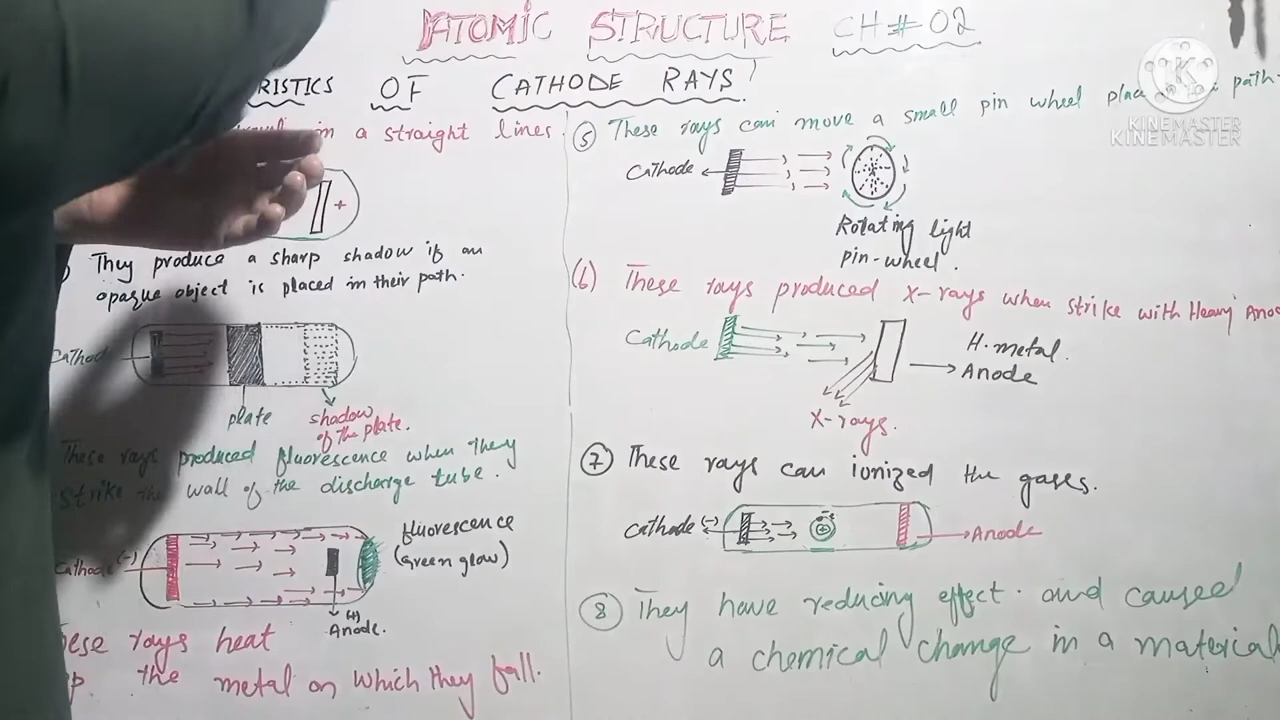 ATOMIC STRUCTURE CH # 02
OF CATHODE RAYS!
in a straight lines.
+
They produce a sharp shadow if an
opaque object is placed in their path.
Cathod
plate
shadow
of the plate.
These rays produced fluorescence when they
strike the wall of the discharge tube.
Cathode (-)
fluorescence
(Green glow)
(+)
Anode.
rays heat
the metal on which they fall.
(5) These rays can move a small pin wheel path.
Cathode
Rotating light
pin-wheel.
(6) These rays produced X-rays when strike with Heavy
Cathode
H.metal.
Anode
X-rays.
(7) These rays can ionized the gases.
Cathode (-)
e-
+
Anode
(8) They have reducing effect. and caused
a chemical change in a material
K
KINEMASTER
KINEMASTER